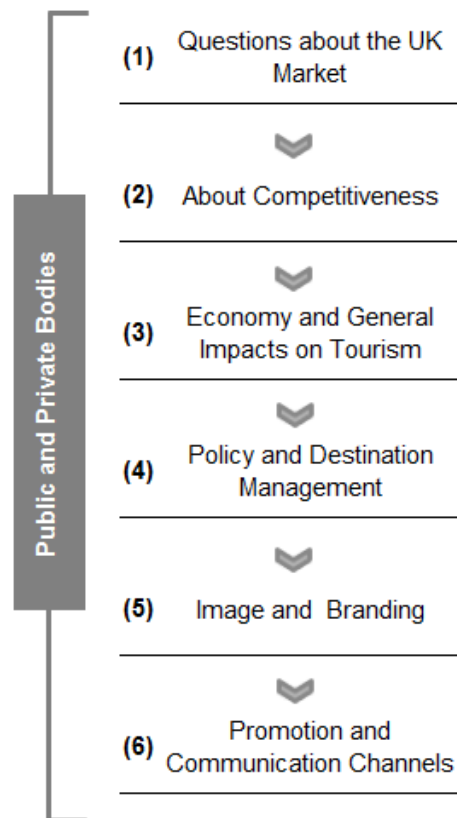 Public and Private Bodies
(1) Questions about the UK
Market
(2) About Competitiveness
(3) Economy and General
Impacts on Tourism
(4) Policy and Destination
Management
(5) Image and Branding
(6) Promotion and
Communication Channels